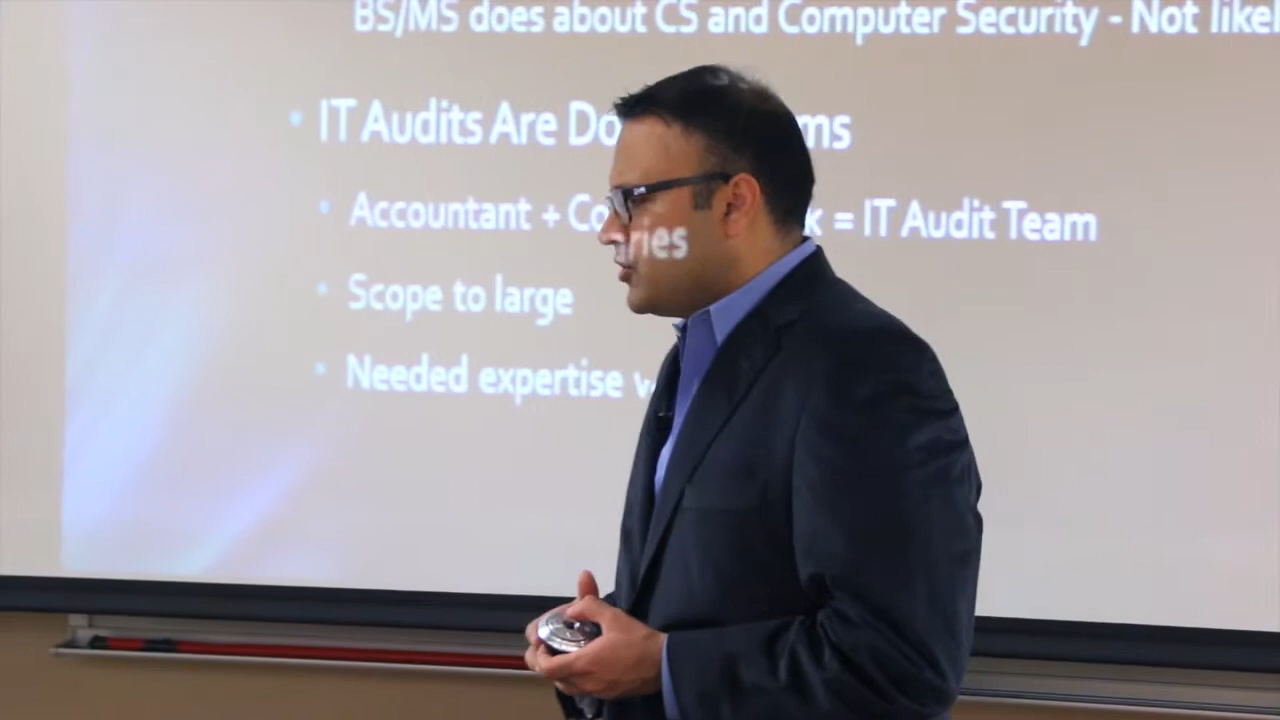 BS/MS does about CS and Computer Security - Not likel
• IT Audits Are Do ms
• Accountant + Co k = IT Audit Team
ries
• Scope to large
• Needed expertise v